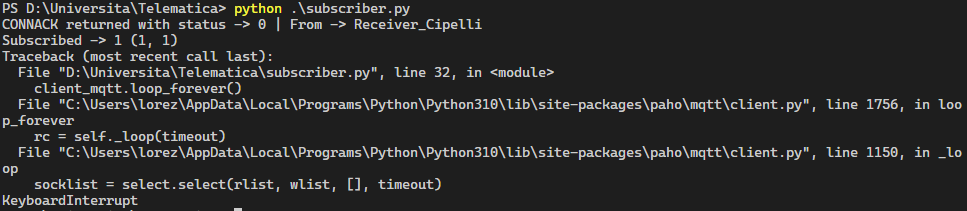 PS D:\Universita\Telematica> python .\subscriber.py
CONNACK returned with status -> 0 | From -> Receiver_Cipelli
Subscribed -> 1 (1, 1)
Traceback (most recent call last):
  File "D:\Universita\Telematica\subscriber.py", line 32, in <module>
    client_mqtt.loop_forever()
  File "C:\Users\lorez\AppData\Local\Programs\Python\Python310\lib\site-packages\paho\mqtt\client.py", line 1756, in loo
p_forever
    rc = self._loop(timeout)
  File "C:\Users\lorez\AppData\Local\Programs\Python\Python310\lib\site-packages\paho\mqtt\client.py", line 1150, in _lo
op
    socklist = select.select(rlist, wlist, [], timeout)
KeyboardInterrupt